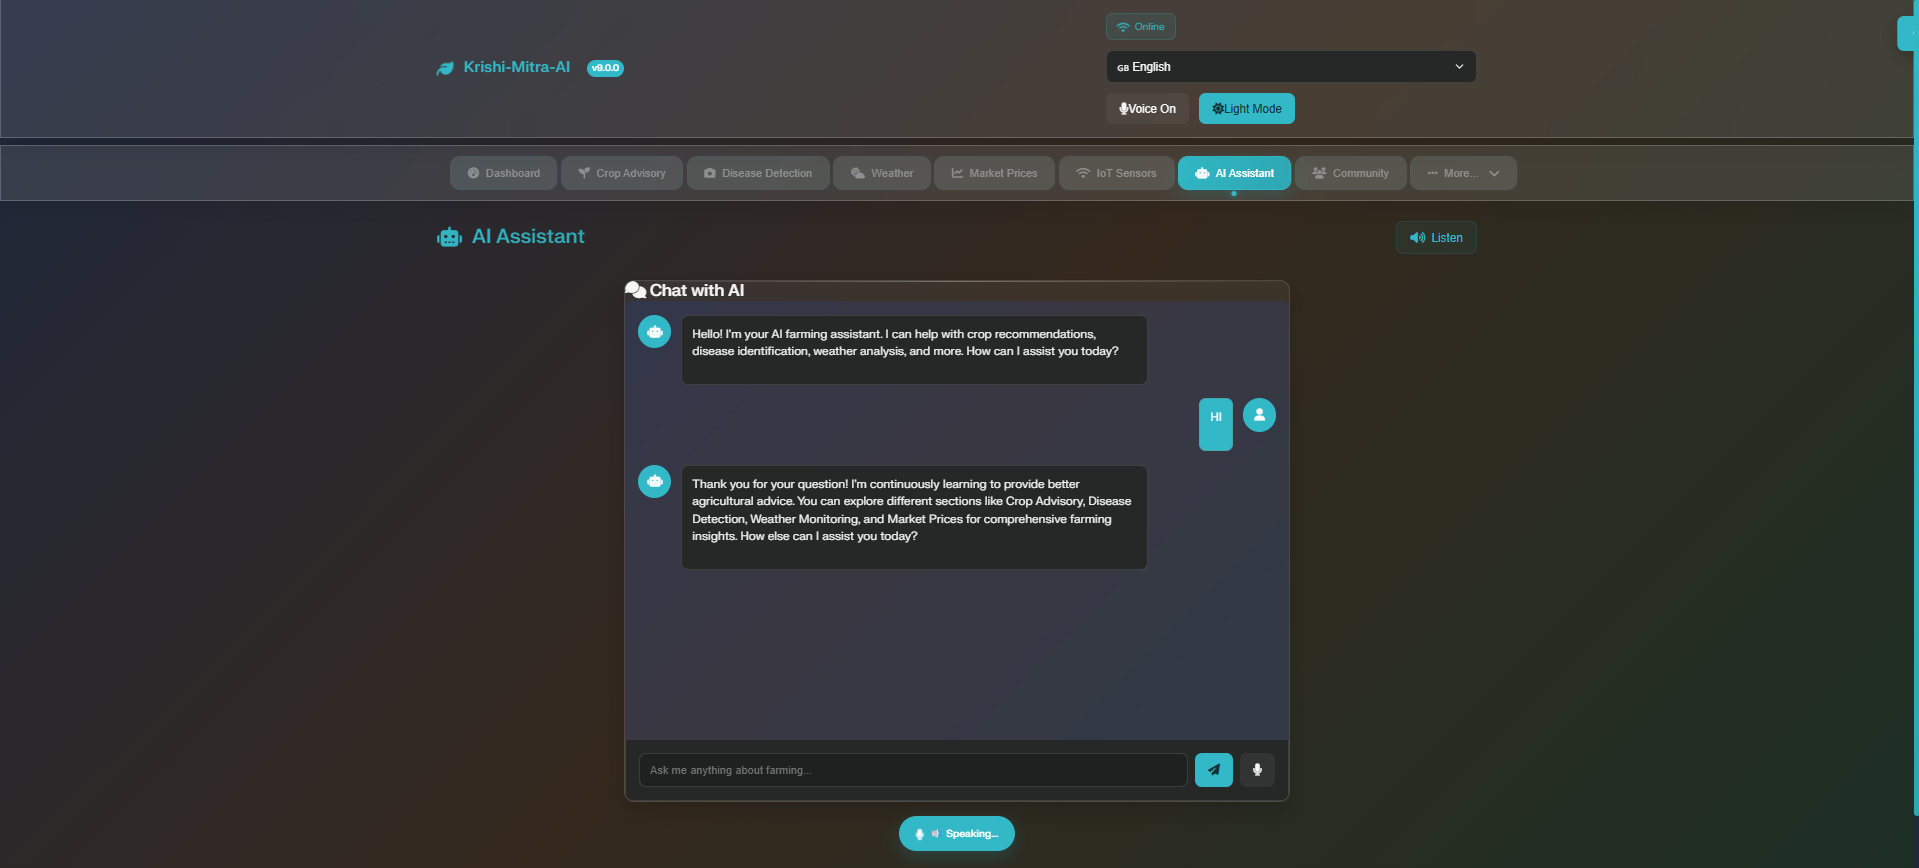 Online
Krishi-Mitra-AI v9.0.0
GB English
Voice On Light Mode
Dashboard Crop Advisory Disease Detection Weather Market Prices IoT Sensors AI Assistant Community More...
AI Assistant
Listen
Chat with AI
Hello! I'm your AI farming assistant. I can help with crop recommendations,
disease identification, weather analysis, and more. How can I assist you today?
HI
Thank you for your question! I'm continuously learning to provide better
agricultural advice. You can explore different sections like Crop Advisory, Disease
Detection, Weather Monitoring, and Market Prices for comprehensive farming
insights. How else can I assist you today?
Ask me anything about farming...
Speaking...